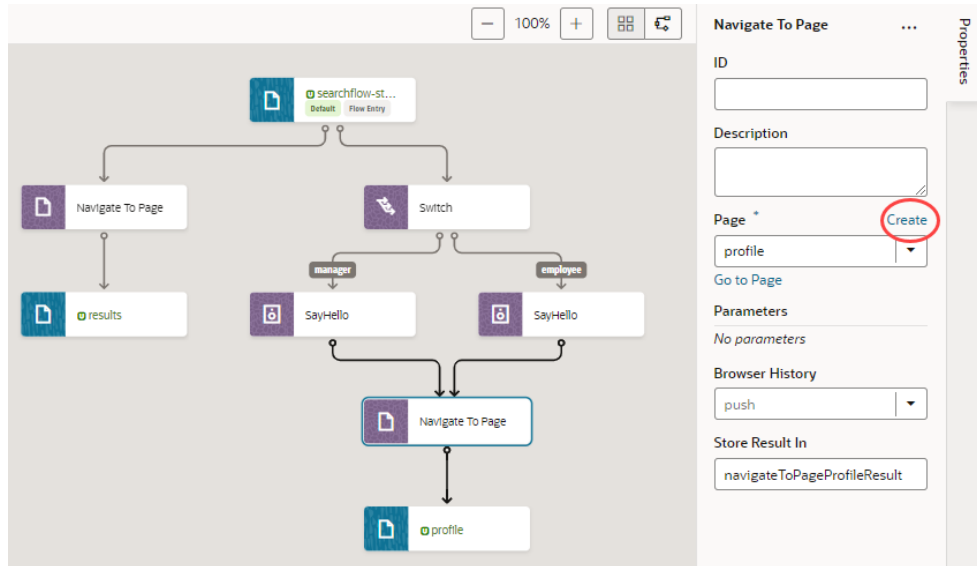 100%
searchflow-st...
Default Flow Entry
Navigate To Page
Switch
manager
employee
results
SayHello
SayHello
Navigate To Page
profile
Navigate To Page
...
ID
Description
Page *
Create
profile
Go to Page
Parameters
No parameters
Browser History
push
Store Result In
navigateToPageProfileResult
Properties